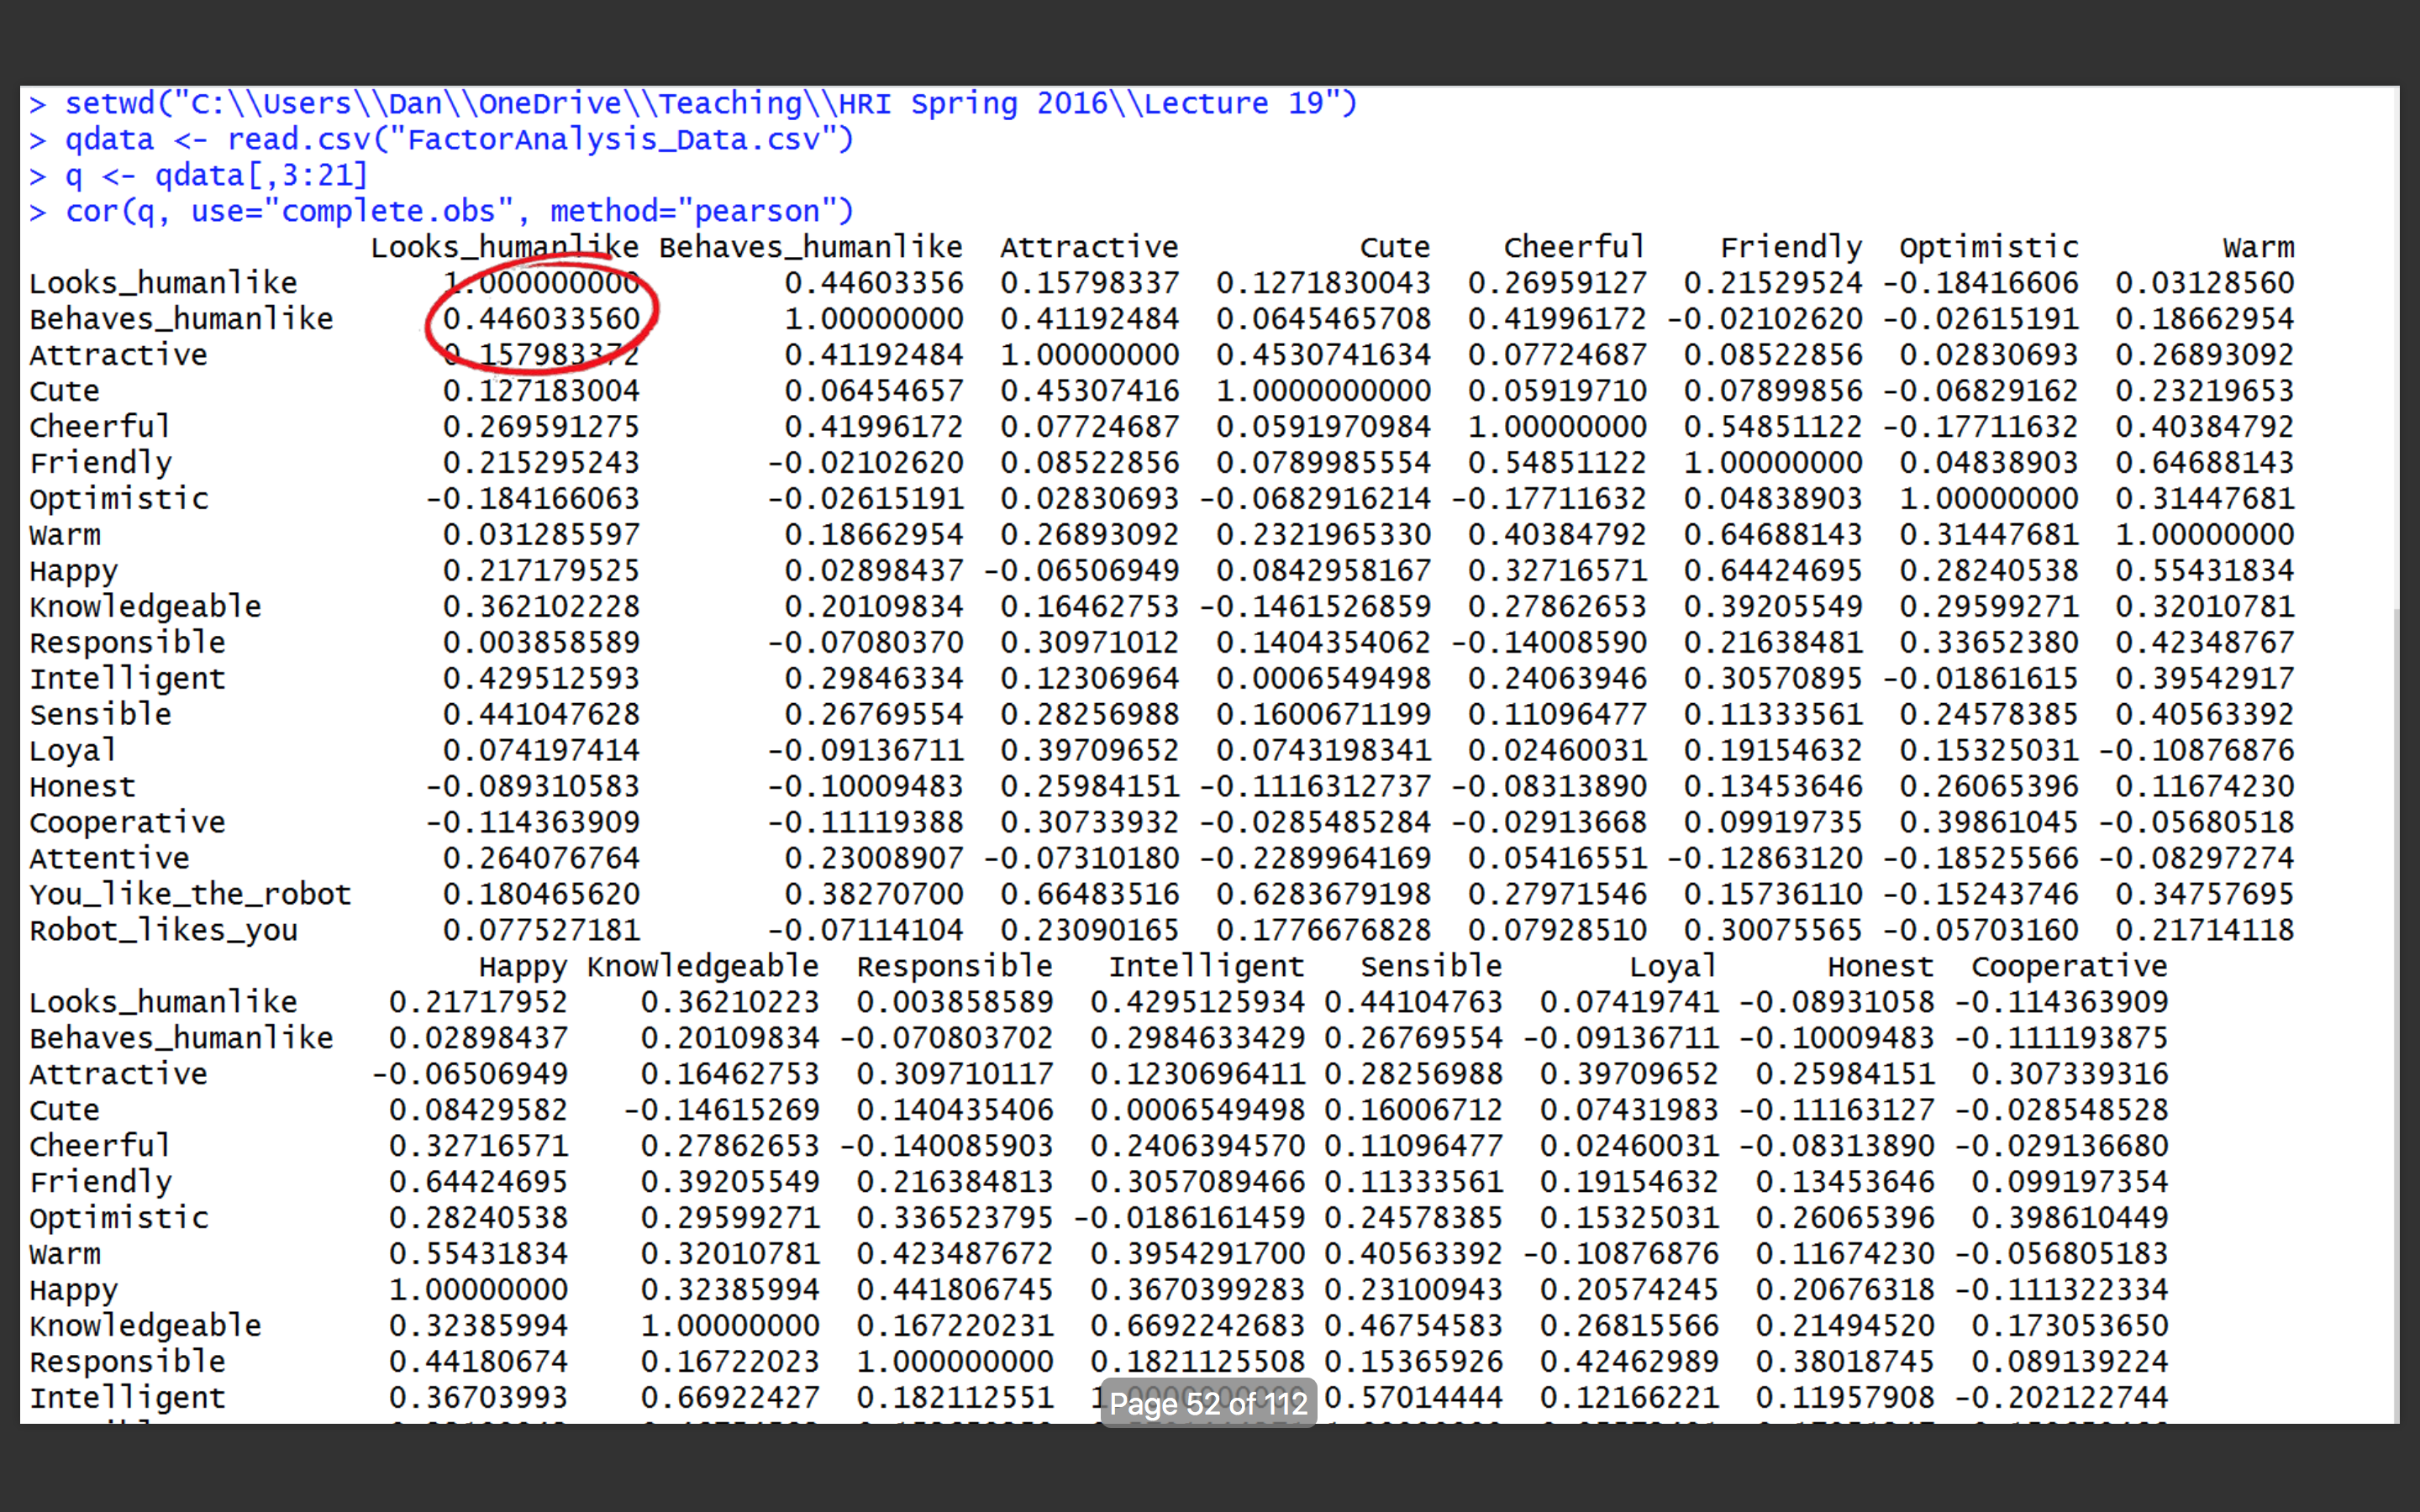 > setwd("C:\\Users\\Dan\\OneDrive\\Teaching\\HRI Spring 2016\\Lecture 19")
> qdata <- read.csv("FactorAnalysis_Data.csv")
> q <- qdata[,3:21]
> cor(q, use="complete.obs", method="pearson")
Looks_humanlike Behaves_humanlike Attractive Cute Cheerful Friendly Optimistic Warm
Looks_humanlike 1.000000000 0.44603356 0.15798337 0.1271830043 0.26959127 0.21529524 -0.18416606 0.03128560
Behaves_humanlike 0.446033560 1.00000000 0.41192484 0.0645465708 0.41996172 -0.02102620 -0.02615191 0.18662954
Attractive 0.157983372 0.41192484 1.00000000 0.4530741634 0.07724687 0.08522856 0.02830693 0.26893092
Cute 0.127183004 0.06454657 0.45307416 1.0000000000 0.05919710 0.07899856 -0.06829162 0.23219653
Cheerful 0.269591275 0.41996172 0.07724687 0.0591970984 1.00000000 0.54851122 -0.17711632 0.40384792
Friendly 0.215295243 -0.02102620 0.08522856 0.0789985554 0.54851122 1.00000000 0.04838903 0.64688143
Optimistic -0.184166063 -0.02615191 0.02830693 -0.0682916214 -0.17711632 0.04838903 1.00000000 0.31447681
Warm 0.031285597 0.18662954 0.26893092 0.2321965330 0.40384792 0.64688143 0.31447681 1.00000000
Happy 0.217179525 0.02898437 -0.06506949 0.0842958167 0.32716571 0.64424695 0.28240538 0.55431834
Knowledgeable 0.362102228 0.20109834 0.16462753 -0.1461526859 0.27862653 0.39205549 0.29599271 0.32010781
Responsible 0.003858589 -0.07080370 0.30971012 0.1404354062 -0.14008590 0.21638481 0.33652380 0.42348767
Intelligent 0.429512593 0.29846334 0.12306964 0.0006549498 0.24063946 0.30570895 -0.01861615 0.39542917
Sensible 0.441047628 0.26769554 0.28256988 0.1600671199 0.11096477 0.11333561 0.24578385 0.40563392
Loyal 0.074197414 -0.09136711 0.39709652 0.0743198341 0.02460031 0.19154632 0.15325031 -0.10876876
Honest -0.089310583 -0.10009483 0.25984151 -0.1116312737 -0.08313890 0.13453646 0.26065396 0.11674230
Cooperative -0.114363909 -0.11119388 0.30733932 -0.0285485284 -0.02913668 0.09919735 0.39861045 -0.05680518
Attentive 0.264076764 0.23008907 -0.07310180 -0.2289964169 0.05416551 -0.12863120 -0.18525566 -0.08297274
You_like_the_robot 0.180465620 0.38270700 0.66483516 0.6283679198 0.27971546 0.15736110 -0.15243746 0.34757695
Robot_likes_you 0.077527181 -0.07114104 0.23090165 0.1776676828 0.07928510 0.30075565 -0.05703160 0.21714118
Happy Knowledgeable Responsible Intelligent Sensible Loyal Honest Cooperative
Looks_humanlike 0.21717952 0.36210223 0.003858589 0.4295125934 0.44104763 0.07419741 -0.08931058 -0.114363909
Behaves_humanlike 0.02898437 0.20109834 -0.070803702 0.2984633429 0.26769554 -0.09136711 -0.10009483 -0.111193875
Attractive -0.06506949 0.16462753 0.309710117 0.1230696411 0.28256988 0.39709652 0.25984151 0.307339316
Cute 0.08429582 -0.14615269 0.140435406 0.0006549498 0.16006712 0.07431983 -0.11163127 -0.028548528
Cheerful 0.32716571 0.27862653 -0.140085903 0.2406394570 0.11096477 0.02460031 -0.08313890 -0.029136680
Friendly 0.64424695 0.39205549 0.216384813 0.3057089466 0.11333561 0.19154632 0.13453646 0.099197354
Optimistic 0.28240538 0.29599271 0.336523795 -0.0186161459 0.24578385 0.15325031 0.26065396 0.398610449
Warm 0.55431834 0.32010781 0.423487672 0.3954291700 0.40563392 -0.10876876 0.11674230 -0.056805183
Happy 1.00000000 0.32385994 0.441806745 0.3670399283 0.23100943 0.20574245 0.20676318 -0.111322334
Knowledgeable 0.32385994 1.00000000 0.167220231 0.6692242683 0.46754583 0.26815566 0.21494520 0.173053650
Responsible 0.44180674 0.16722023 1.000000000 0.1821125508 0.15365926 0.42462989 0.38018745 0.089139224
Intelligent 0.36703993 0.66922427 0.182112551 0.57014444 0.12166221 0.11957908 -0.202122744
Page 52 of 112